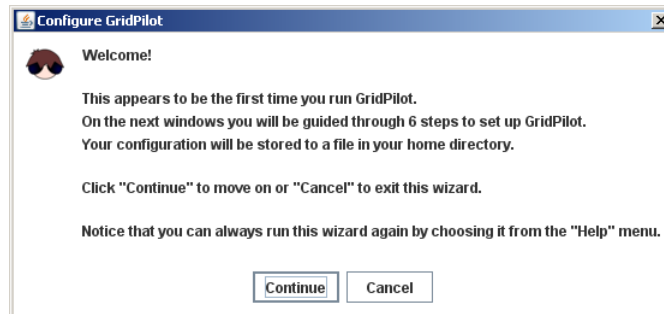 Configure GridPilot
Welcome!
This appears to be the first time you run GridPilot.
On the next windows you will be guided through 6 steps to set up GridPilot.
Your configuration will be stored to a file in your home directory.
Click "Continue" to move on or "Cancel" to exit this wizard.
Notice that you can always run this wizard again by choosing it from the "Help" menu.
Continue Cancel